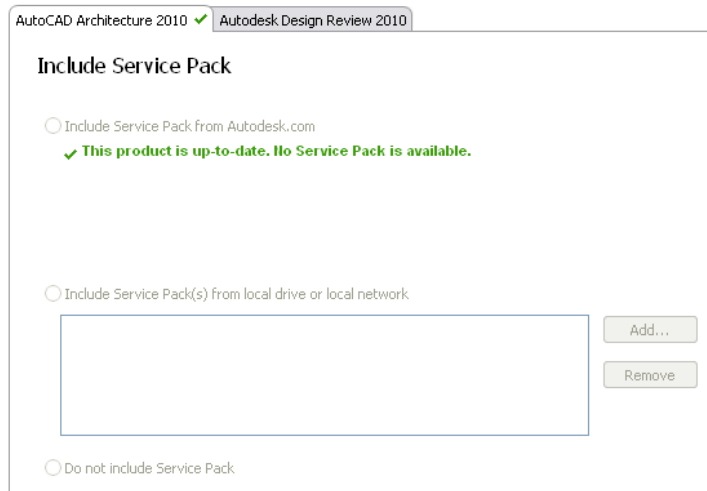 AutoCAD Architecture 2010 Autodesk Design Review 2010
Include Service Pack
Include Service Pack from Autodesk.com
This product is up-to-date. No Service Pack is available.
Include Service Pack(s) from local drive or local network
Add...
Remove
Do not include Service Pack